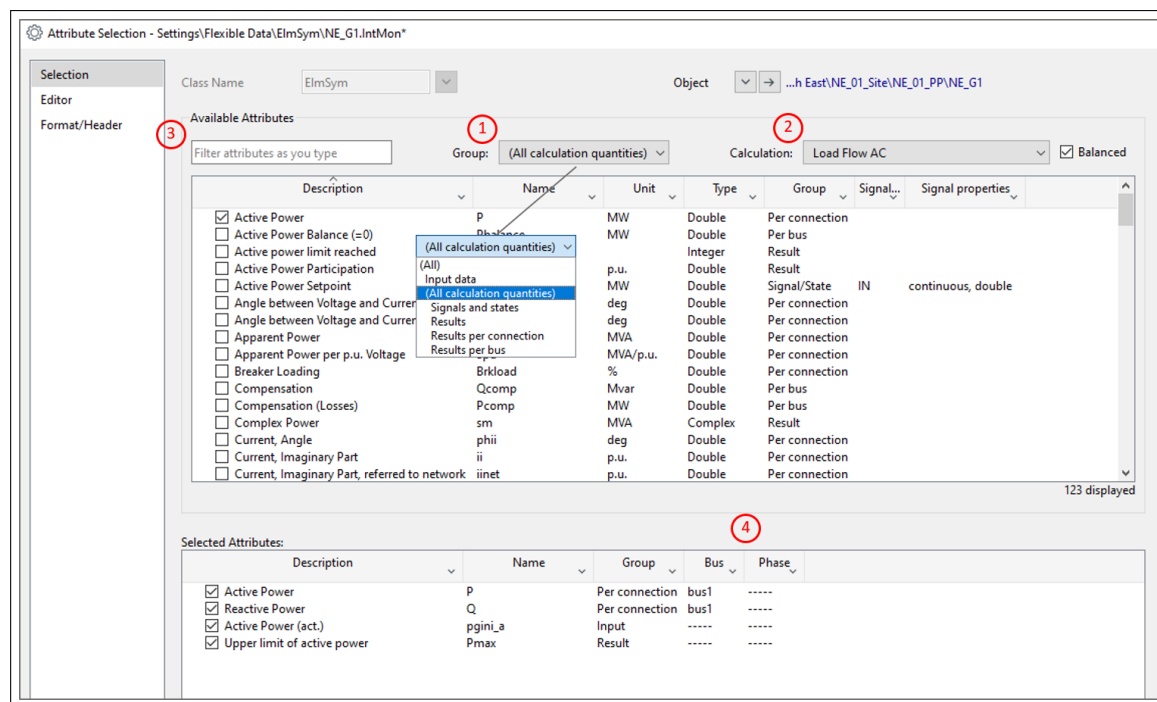 Attribute Selection - Settings\Flexible Data\ElmSym\NE_G1.IntMon*
Selection
Editor
Format/Header
Class Name ElmSym Object ...h East\NE_01_Site\NE_01_PP\NE_G1
Available Attributes
3 1 2
Filter attributes as you type Group: (All calculation quantities) Calculation: Load Flow AC Balanced
Description Name Unit Type Group Signal... Signal properties
Active Power P MW Double Per connection
Active Power Balance (=0) MW Double Per bus
Active power limit reached Integer Result
Active Power Participation p.u. Double Result
Active Power Setpoint MW Double Signal/State IN continuous, double
Angle between Voltage and Curren deg Double Per connection
Angle between Voltage and Curren deg Double Per connection
Apparent Power MVA Double Per connection
Apparent Power per p.u. Voltage MVA/p.u. Double Per connection
Breaker Loading Brkload % Double Per connection
Compensation Qcomp Mvar Double Per bus
Compensation (Losses) Pcomp MW Double Per bus
Complex Power sm MVA Complex Result
Current, Angle phii deg Double Per connection
Current, Imaginary Part ii p.u. Double Per connection
Current, Imaginary Part, referred to network iinet p.u. Double Per connection
(All calculation quantities)
(All)
Input data
(All calculation quantities)
Signals and states
Results
Results per connection
Results per bus
123 displayed
4
Selected Attributes:
Description Name Group Bus Phase
Active Power P Per connection bus1 -----
Reactive Power Q Per connection bus1 -----
Active Power (act.) pgini_a Input ----- -----
Upper limit of active power Pmax Result ----- -----